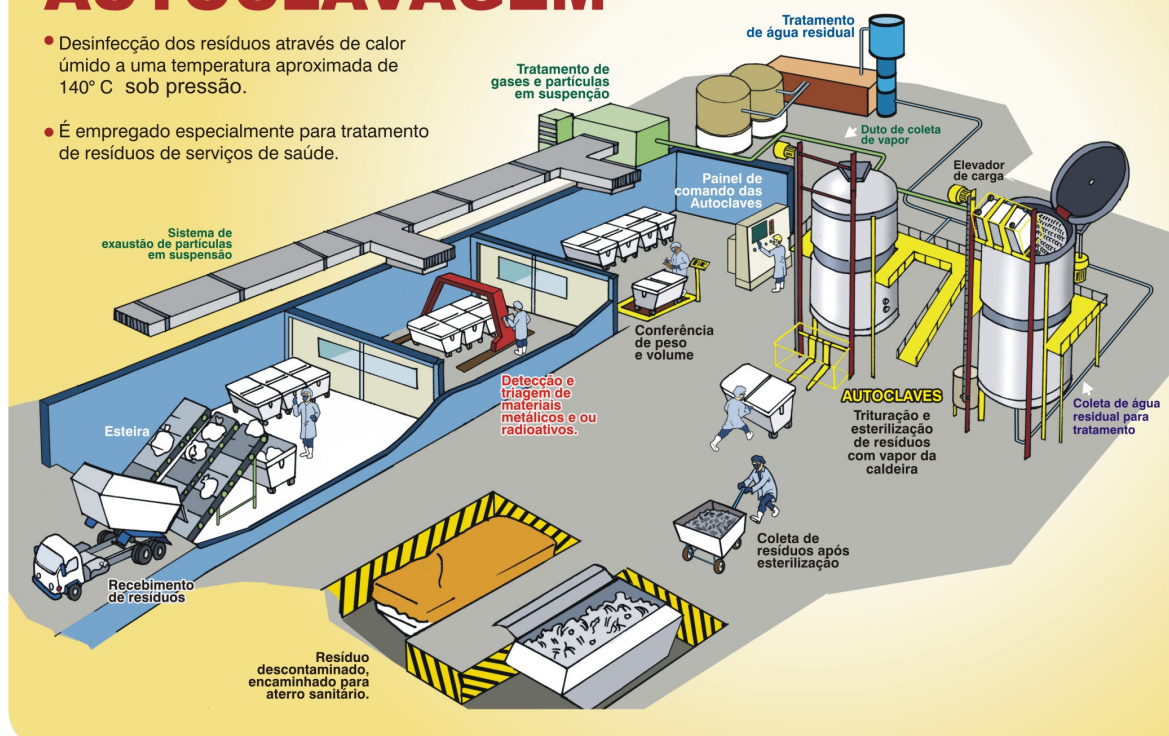 AUTOCLAVAGEM
• Desinfecção dos resíduos através de calor
úmido a uma temperatura aproximada de
140° C sob pressão.
• É empregado especialmente para tratamento
de resíduos de serviços de saúde.
Tratamento
de água residual
Tratamento de
gases e partículas
em suspenção
Duto de coleta
de vapor
Elevador
de carga
Painel de
comando das
Autoclaves
Sistema de
exaustão de partículas
em suspensão
Conferência
de peso
e volume
Detecção e
triagem de
materiais
metálicos e ou
radioativos.
AUTOCLAVES
Trituração e
esterilização
de resíduos
com vapor da
caldeira
Coleta de água
residual para
tratamento
Esteira
Coleta de
resíduos após
esterilização
Recebimento
de resíduos
Resíduo
descontaminado,
encaminhado para
aterro sanitário.